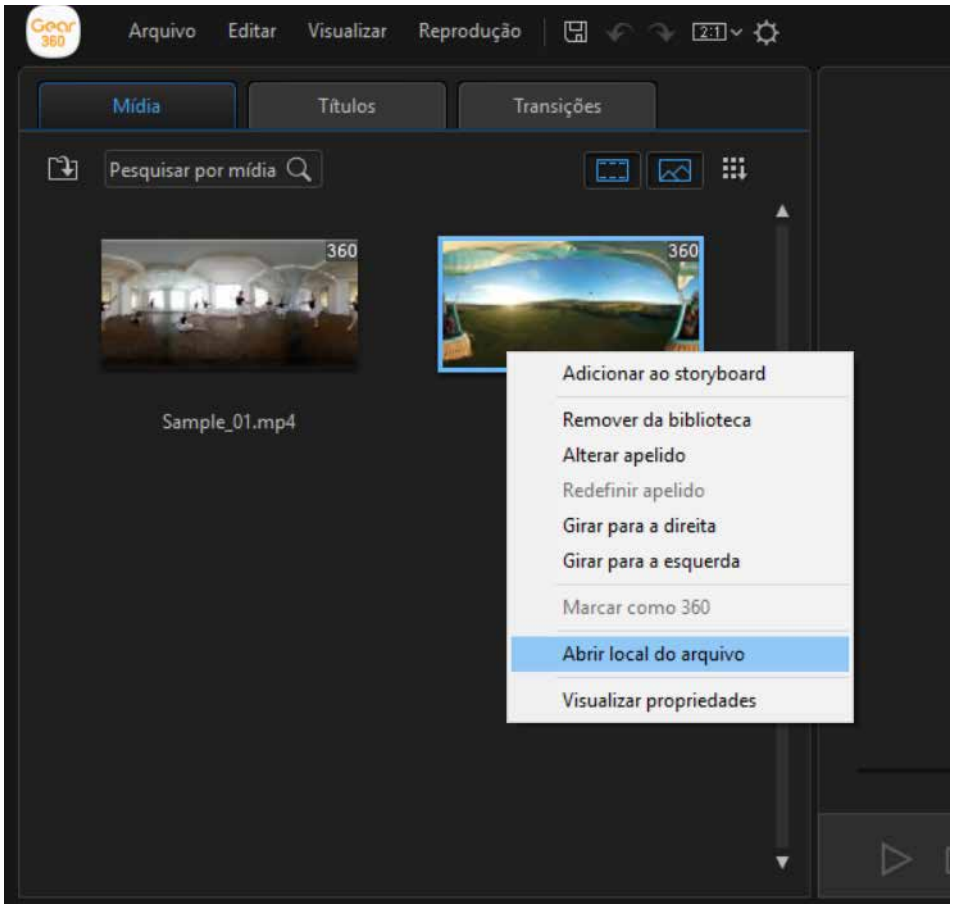 Gear
360
Arquivo Editar Visualizar Reprodução 2:1
Mídia Títulos Transições
Pesquisar por mídia
360 360
Sample_01.mp4
Adicionar ao storyboard
Remover da biblioteca
Alterar apelido
Redefinir apelido
Girar para a direita
Girar para a esquerda
Marcar como 360
Abrir local do arquivo
Visualizar propriedades